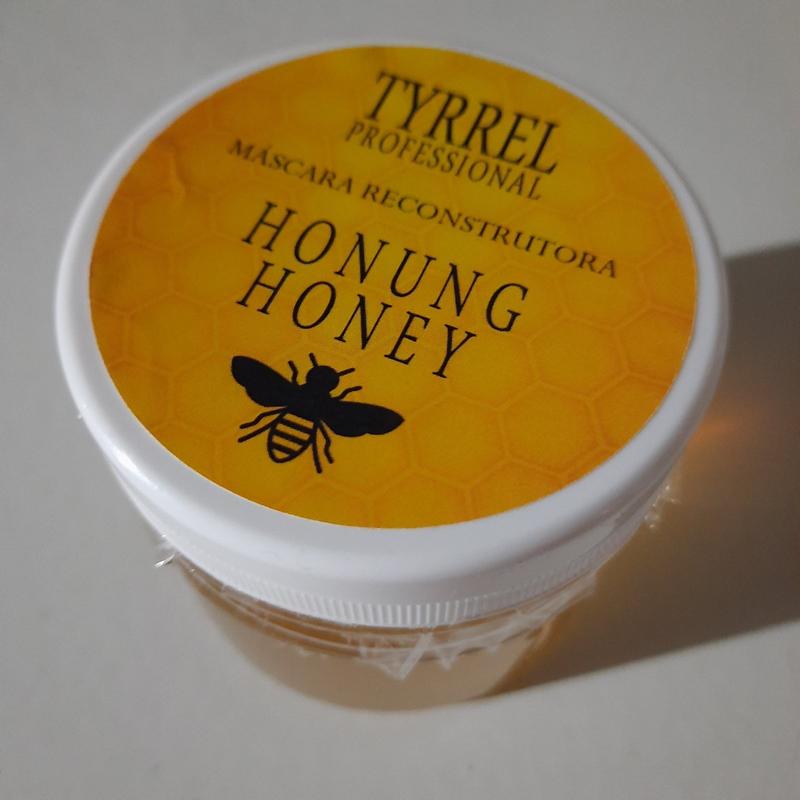 TYRREL
PROFESSIONAL
MÁSCARA RECONSTRUTORA
HONUNG
HONEY